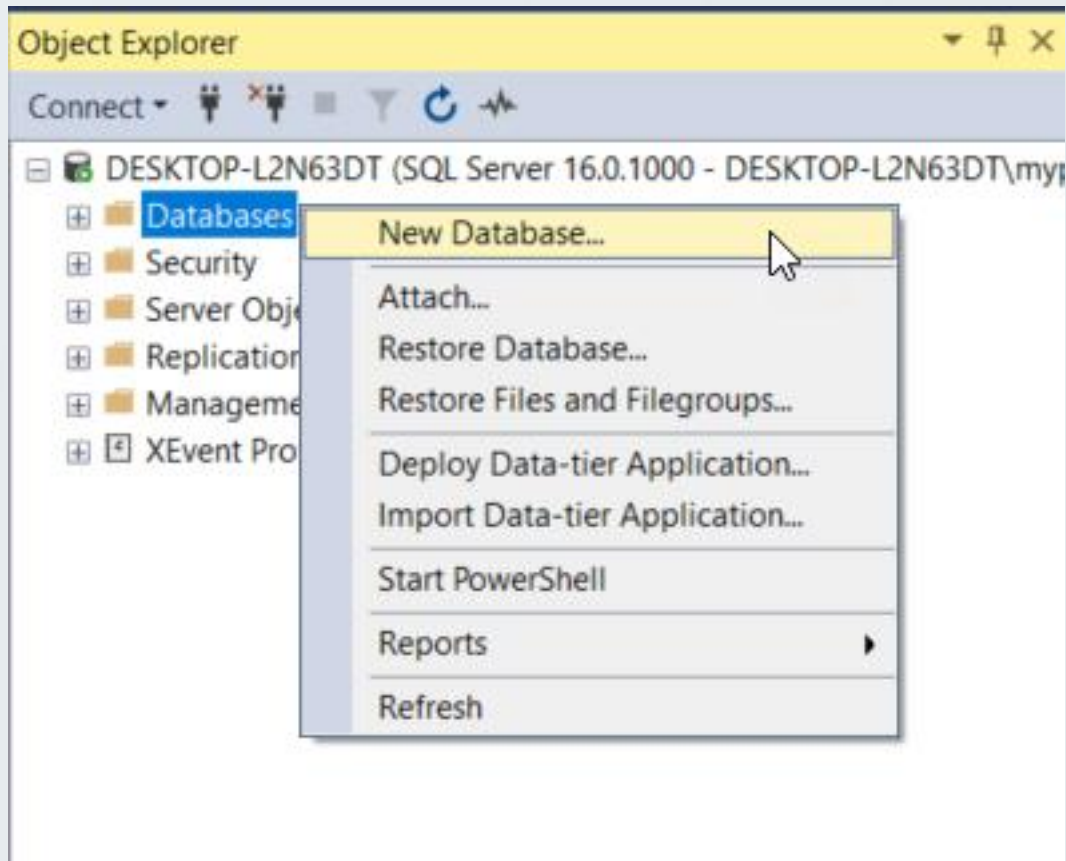 Object Explorer
Connect
DESKTOP-L2N63DT (SQL Server 16.0.1000 - DESKTOP-L2N63DT\myp
Databases
Security
Server Obje
Replication
Manageme
XEvent Pro
New Database...
Attach...
Restore Database...
Restore Files and Filegroups...
Deploy Data-tier Application...
Import Data-tier Application...
Start PowerShell
Reports
Refresh